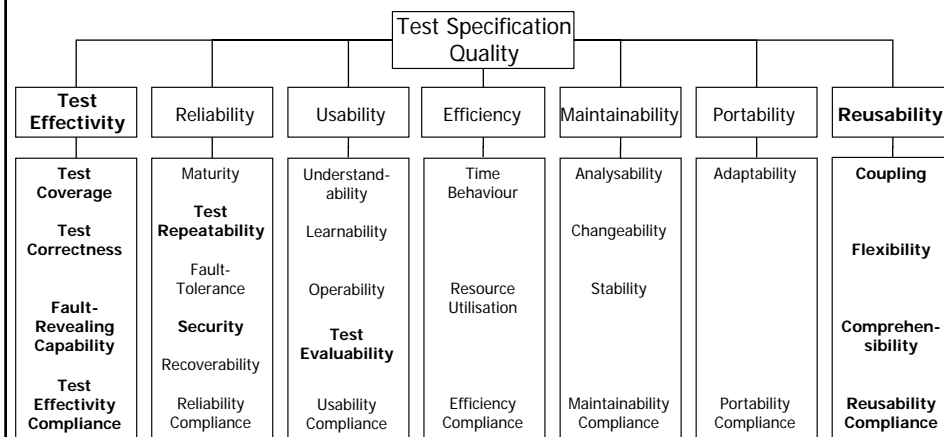 Test Specification
Quality
Test
Effectivity
Reliability
Usability
Efficiency
Maintainability
Portability
Reusability
Test
Coverage
Test
Correctness
Fault-
Revealing
Capability
Test
Effectivity
Compliance
Maturity
Test
Repeatability
Fault-
Tolerance
Security
Recoverability
Reliability
Compliance
Understand-
ability
Learnability
Operability
Test
Evaluability
Usability
Compliance
Time
Behaviour
Resource
Utilisation
Efficiency
Compliance
Analysability
Changeability
Stability
Maintainability
Compliance
Adaptability
Portability
Compliance
Coupling
Flexibility
Comprehen-
sibility
Reusability
Compliance